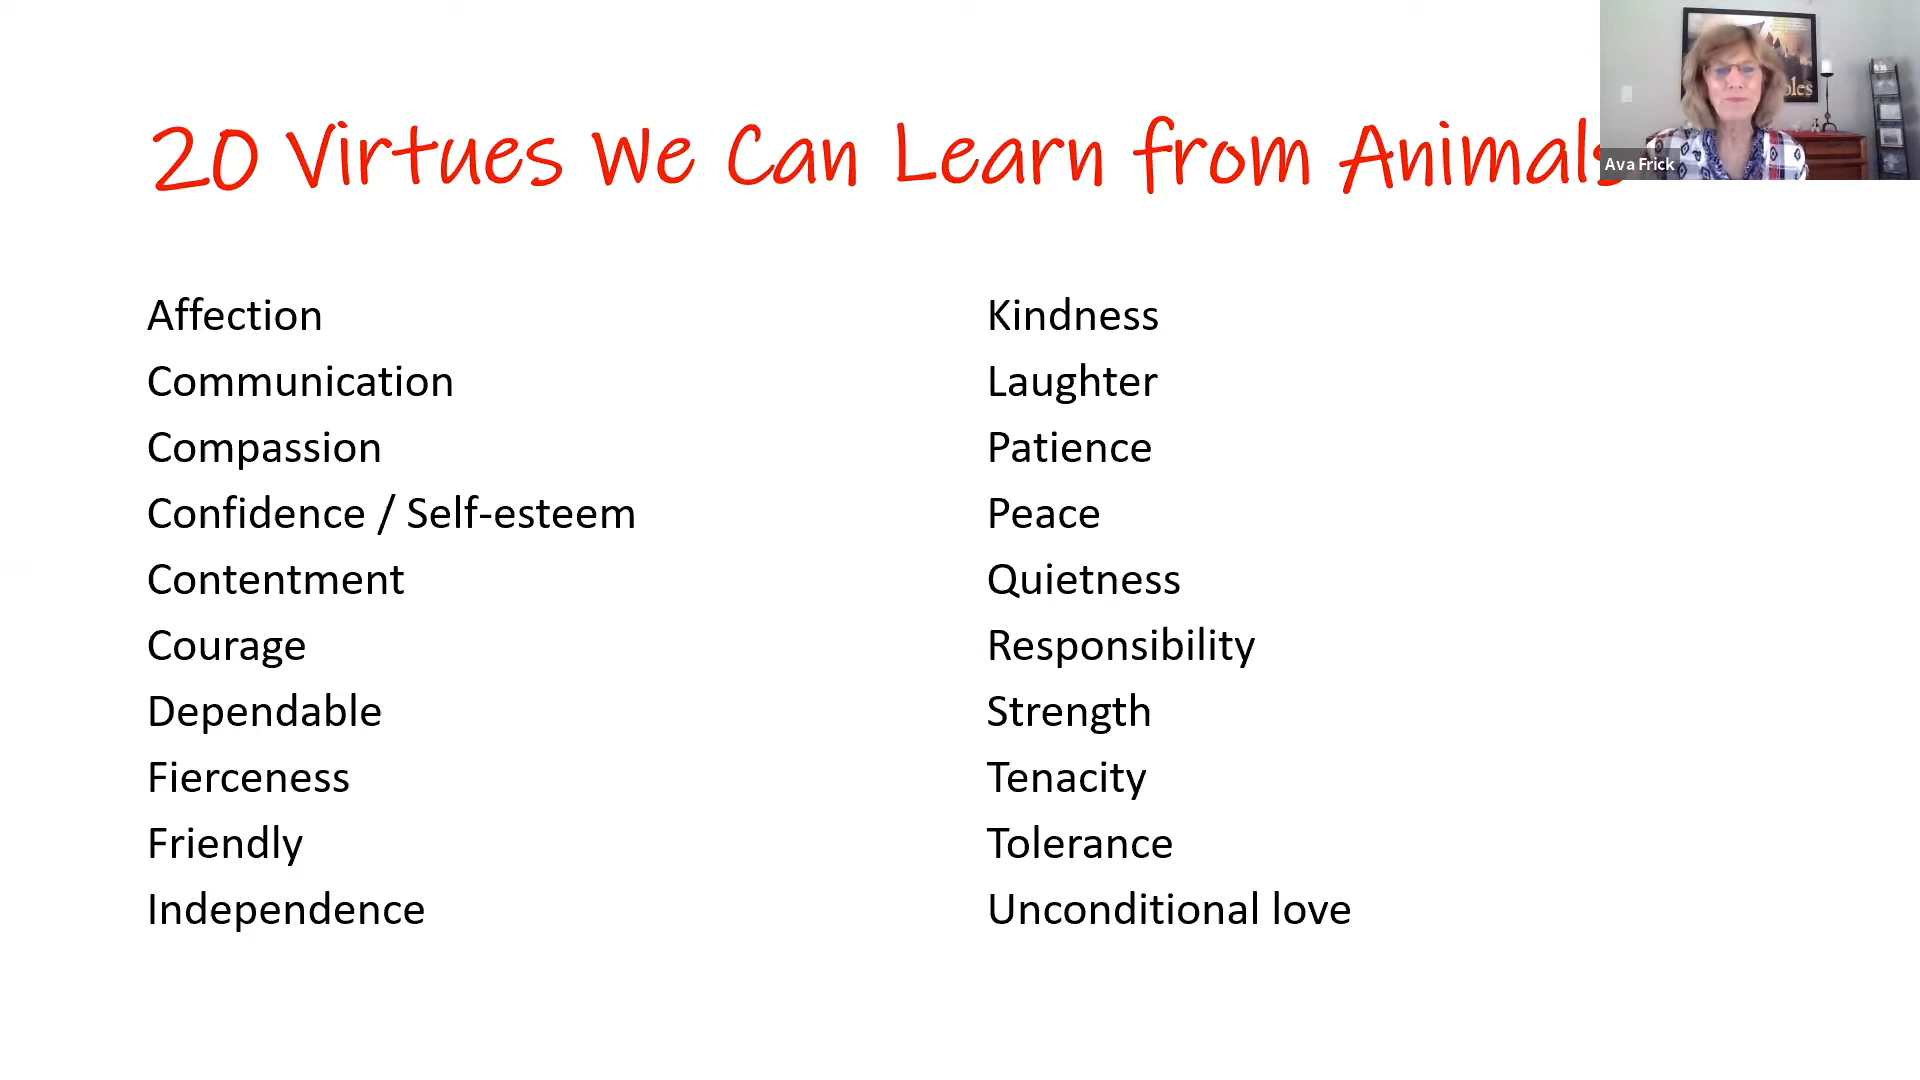 20 Virtues We Can Learn from Animals
Ava Frick
Affection
Communication
Compassion
Confidence / Self-esteem
Contentment
Courage
Dependable
Fierceness
Friendly
Independence
Kindness
Laughter
Patience
Peace
Quietness
Responsibility
Strength
Tenacity
Tolerance
Unconditional love